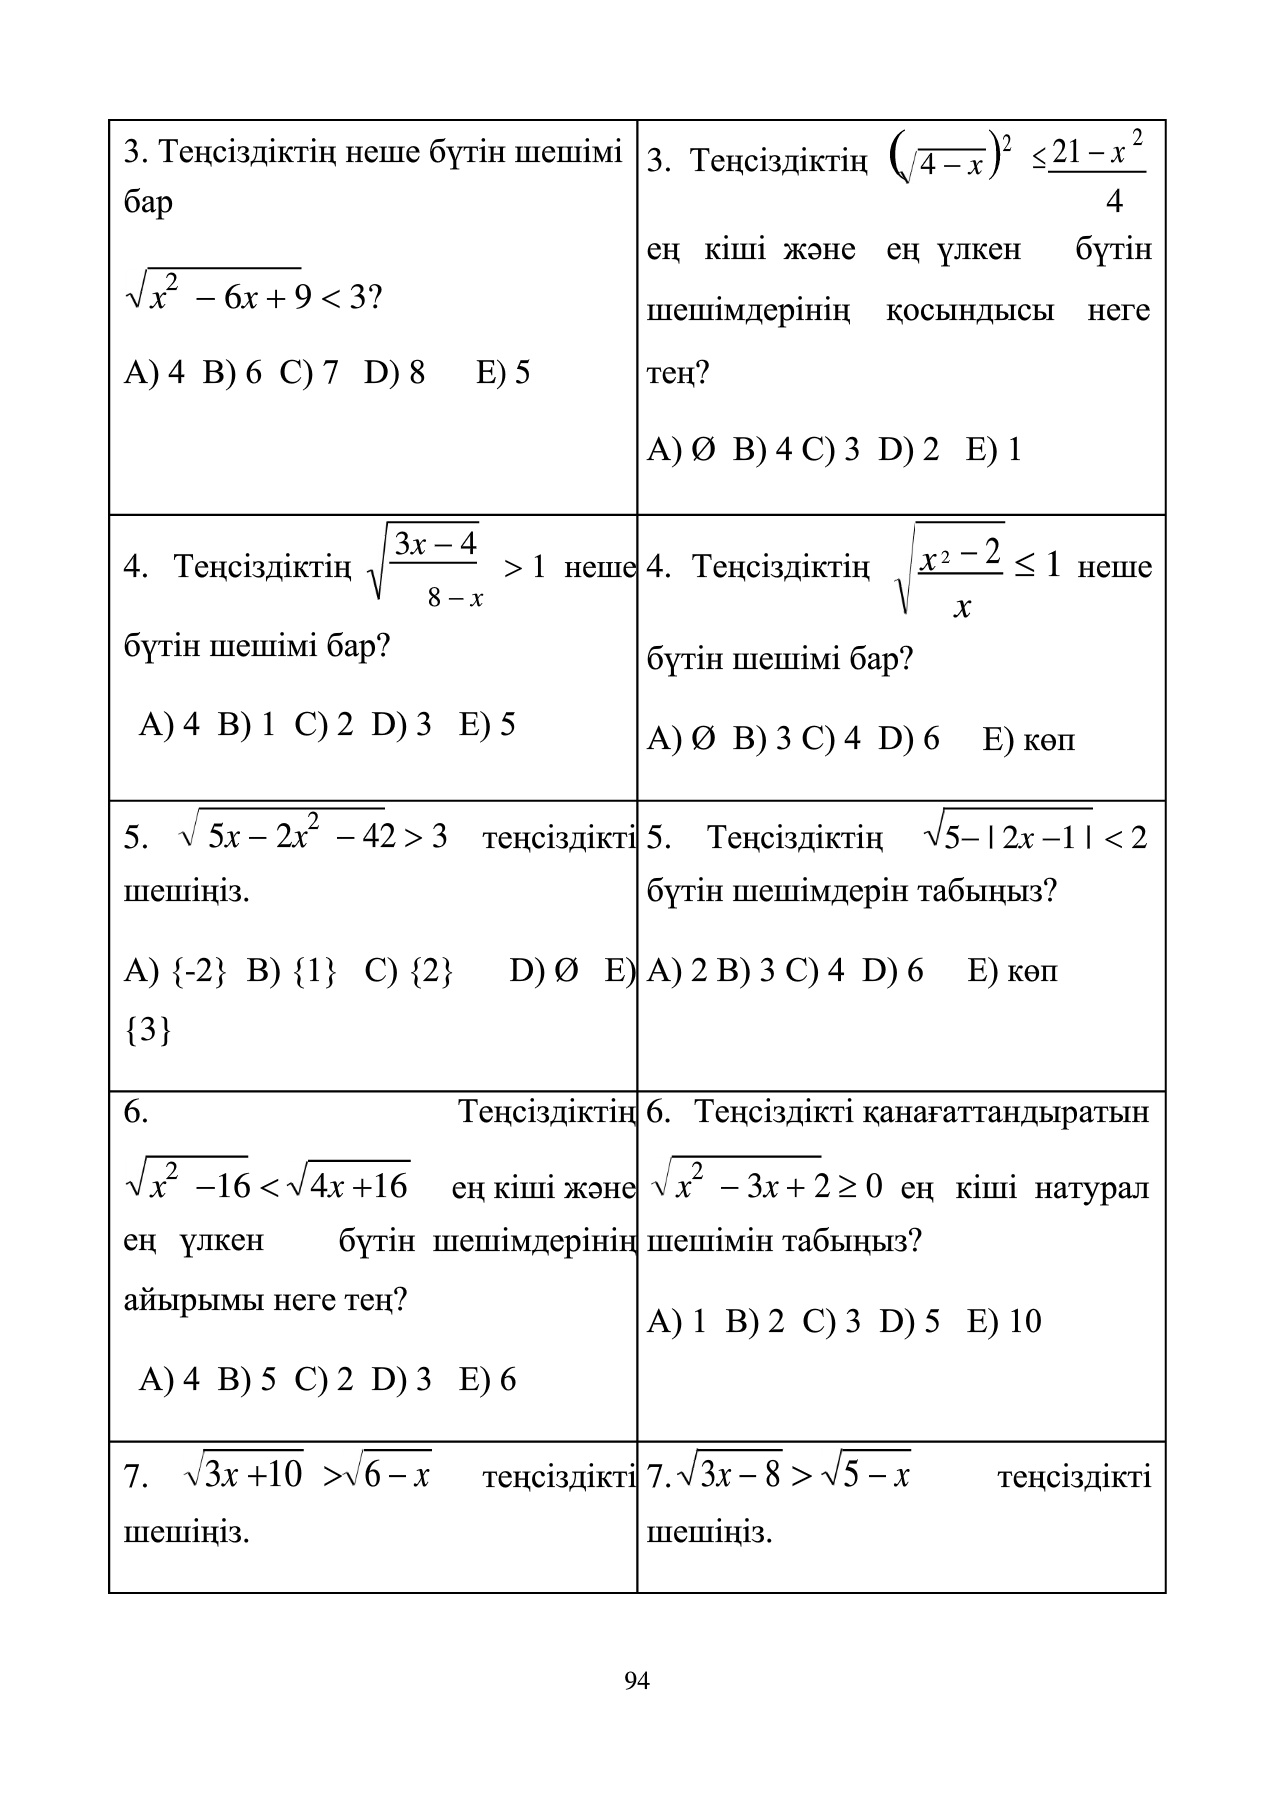 3. Теңсіздіктің неше бүтін шешімі
бар
√(x² − 6x + 9) < 3?
A) 4 B) 6 C) 7 D) 8 E) 5
3. Теңсіздіктің (√(4 − x))² ≤ (21 − x²)/4
ең кіші және ең үлкен бүтін
шешімдерінің қосындысы неге
тең?
A) Ø B) 4 C) 3 D) 2 E) 1
4. Теңсіздіктің √((3x − 4)/(8 − x)) > 1 неше
бүтін шешімі бар?
A) 4 B) 1 C) 2 D) 3 E) 5
4. Теңсіздіктің √((x² − 2)/x) ≤ 1 неше
бүтін шешімі бар?
A) Ø B) 3 C) 4 D) 6 E) көп
5. √(5x − 2x² − 42) > 3 теңсіздікті
шешіңіз.
A) {-2} B) {1} C) {2} D) Ø E)
{3}
5. Теңсіздіктің √(5− | 2x −1 |) < 2
бүтін шешімдерін табыңыз?
A) 2 B) 3 C) 4 D) 6 E) көп
6. Теңсіздіктің
√(x² −16) < √(4x +16) ең кіші және
ең үлкен бүтін шешімдерінің
айырымы неге тең?
A) 4 B) 5 C) 2 D) 3 E) 6
6. Теңсіздікті қанағаттандыратын
√(x² − 3x + 2) ≥ 0 ең кіші натурал
шешімін табыңыз?
A) 1 B) 2 C) 3 D) 5 E) 10
7. √(3x +10) >√(6 − x) теңсіздікті
шешіңіз.
7. √(3x − 8) > √(5 − x) теңсіздікті
шешіңіз.
94